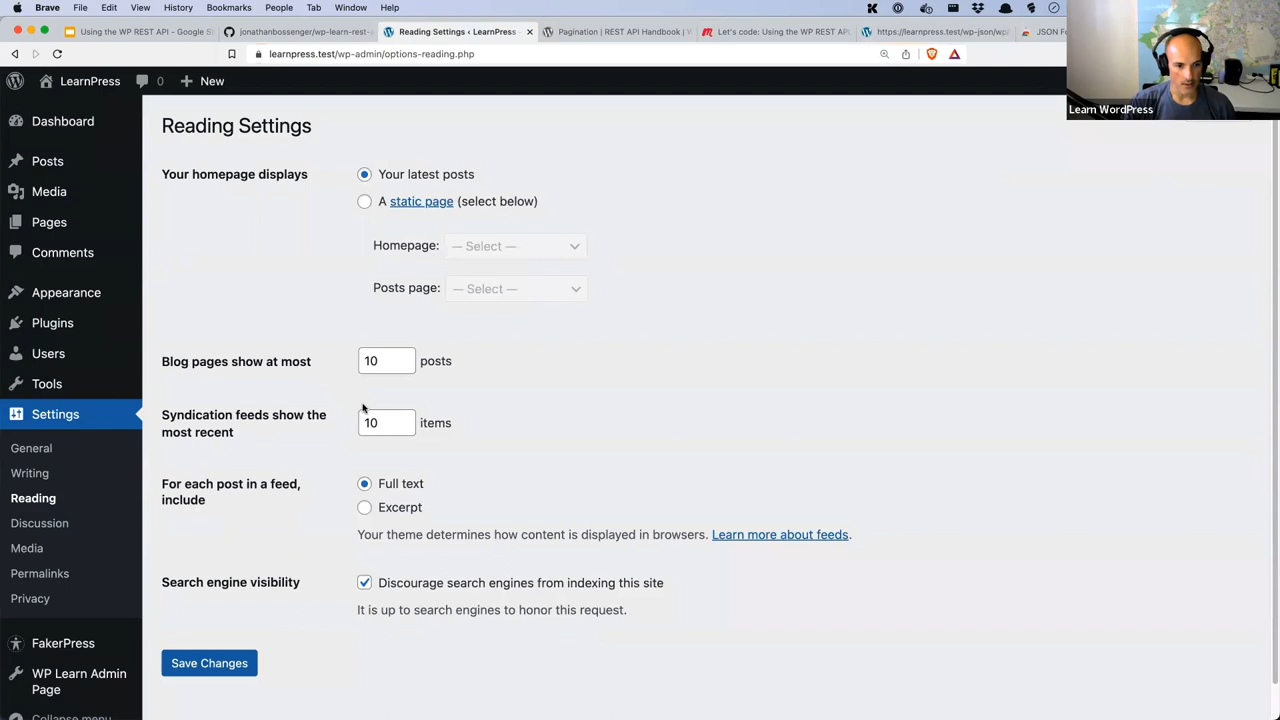 Brave File Edit View History Bookmarks People Tab Window Help
Using the WP REST API - Google Sl
jonathanbossenger/wp-learn-rest-
Reading Settings ‹ LearnPress
Pagination | REST API Handbook | W
Let's code: Using the WP REST API
https://learnpress.test/wp-json/wp/
JSON Fo
learnpress.test/wp-admin/options-reading.php
LearnPress 0 New
Learn WordPress
Dashboard
Posts
Media
Pages
Comments
Appearance
Plugins
Users
Tools
Settings
General
Writing
Reading
Discussion
Media
Permalinks
Privacy
FakerPress
WP Learn Admin
Page
Collapse menu
Reading Settings
Your homepage displays
Your latest posts
A static page (select below)
Homepage: — Select —
Posts page: — Select —
Blog pages show at most
10 posts
Syndication feeds show the
most recent
10 items
For each post in a feed,
include
Full text
Excerpt
Your theme determines how content is displayed in browsers. Learn more about feeds.
Search engine visibility
Discourage search engines from indexing this site
It is up to search engines to honor this request.
Save Changes